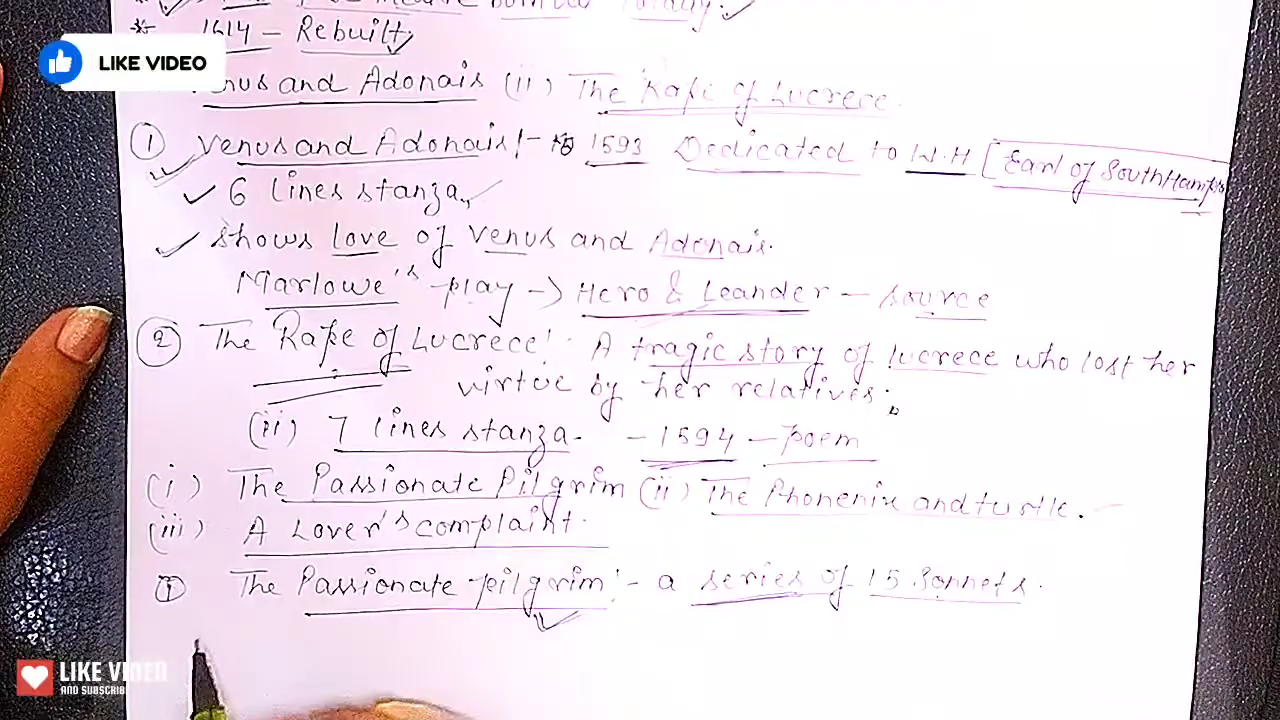 * 1614 - Rebuilt
LIKE VIDEO
Venus and Adonais (ii) The Rape of Lucrece.
① Venus and Adonais:- 1593 Dedicated to W.H [Earl of Southampt
6 lines stanza.
shows love of Venus and Adonais.
Marlowe's play -> Hero & Leander - source
② The Rape of Lucrece: A tragic story of lucrece who lost her
virtue by her relatives.
(ii) 7 lines stanza. - 1594 - poem
(i) The Passionate Pilgrim (ii) The Phonenix and turtle.
(iii) A Lover's complaint.
① The Passionate pilgrim:- a series of 15 Sonnets.
LIKE VIDEO
AND SUBSCRIB